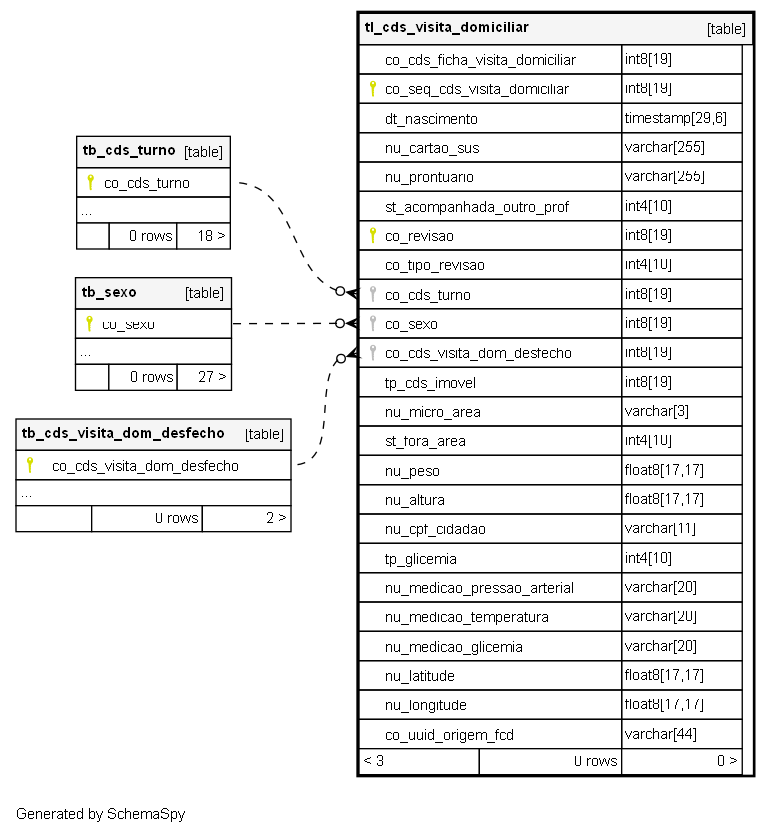 tb_cds_turno [table]
co_cds_turno
...
0 rows 18 >
tb_sexo [table]
co_sexo
...
0 rows 27 >
tb_cds_visita_dom_desfecho [table]
co_cds_visita_dom_desfecho
...
0 rows 2 >
tl_cds_visita_domiciliar [table]
co_cds_ficha_visita_domiciliar int8[19]
co_seq_cds_visita_domiciliar int8[19]
dt_nascimento timestamp[29,6]
nu_cartao_sus varchar[255]
nu_prontuario varchar[255]
st_acompanhada_outro_prof int4[10]
co_revisao int8[19]
co_tipo_revisao int4[10]
co_cds_turno int8[19]
co_sexo int8[19]
co_cds_visita_dom_desfecho int8[19]
tp_cds_imovel int8[19]
nu_micro_area varchar[3]
st_fora_area int4[10]
nu_peso float8[17,17]
nu_altura float8[17,17]
nu_cpf_cidadao varchar[11]
tp_glicemia int4[10]
nu_medicao_pressao_arterial varchar[20]
nu_medicao_temperatura varchar[20]
nu_medicao_glicemia varchar[20]
nu_latitude float8[17,17]
nu_longitude float8[17,17]
co_uuid_origem_fcd varchar[44]
< 3 0 rows 0 >
Generated by SchemaSpy